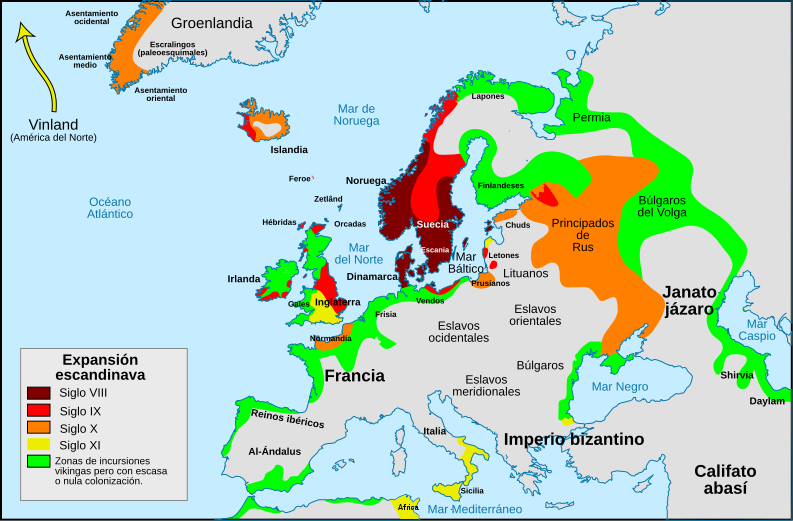 Asentamiento
ocidental
Groenlandia
Escralingos
(paleoesquimales)
Asentamiento
medio
Asentamiento
oriental
Vinland
(América del Norte)
Mar de
Noruega
Islandia
Lapones
Permia
Feroe
Noruega
Zetlãnd
Océano
Atlántico
Hébridas
Orcadas
Suecia
Finlandeses
Chuds
Principados
de
Rus
Búlgaros
del Volga
Mar
del Norte
Escania
Mar
Báltico
Letones
Lituanos
Prusianos
Irlanda
Dinamarca
Gales
Inglaterra
Vendos
Frisia
Janato
jázaro
Eslavos
ocidentales
Eslavos
orientales
Normandía
Mar
Caspio
Francia
Búlgaros
Eslavos
meridionales
Mar Negro
Shirvia
Daylam
Expansión
escandinava
Siglo VIII
Siglo IX
Siglo X
Siglo XI
Zonas de incursiones
vikingas pero con escasa
o nula colonización.
Reinos ibéricos
Al-Ándalus
Italia
Imperio bizantino
Califato
abasí
Sicilia
África
Mar Mediterráneo